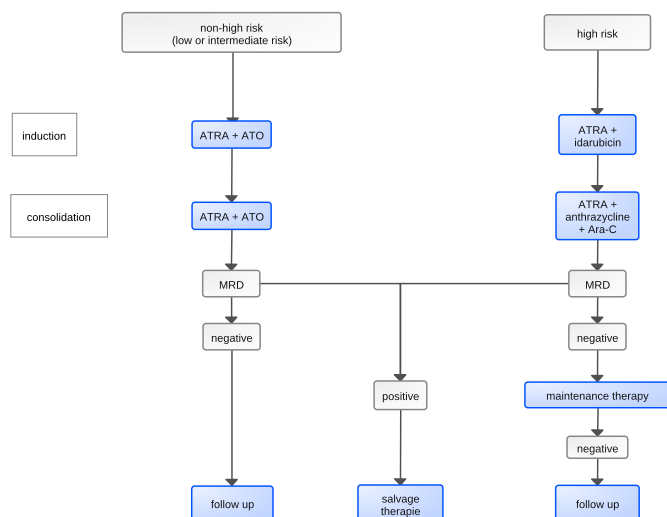 non-high risk
(low or intermediate risk)
high risk
induction
ATRA + ATO
ATRA +
idarubicin
consolidation
ATRA + ATO
ATRA +
anthrazycline
+ Ara-C
MRD
MRD
negative
negative
positive
maintenance therapy
negative
follow up
salvage
therapie
follow up